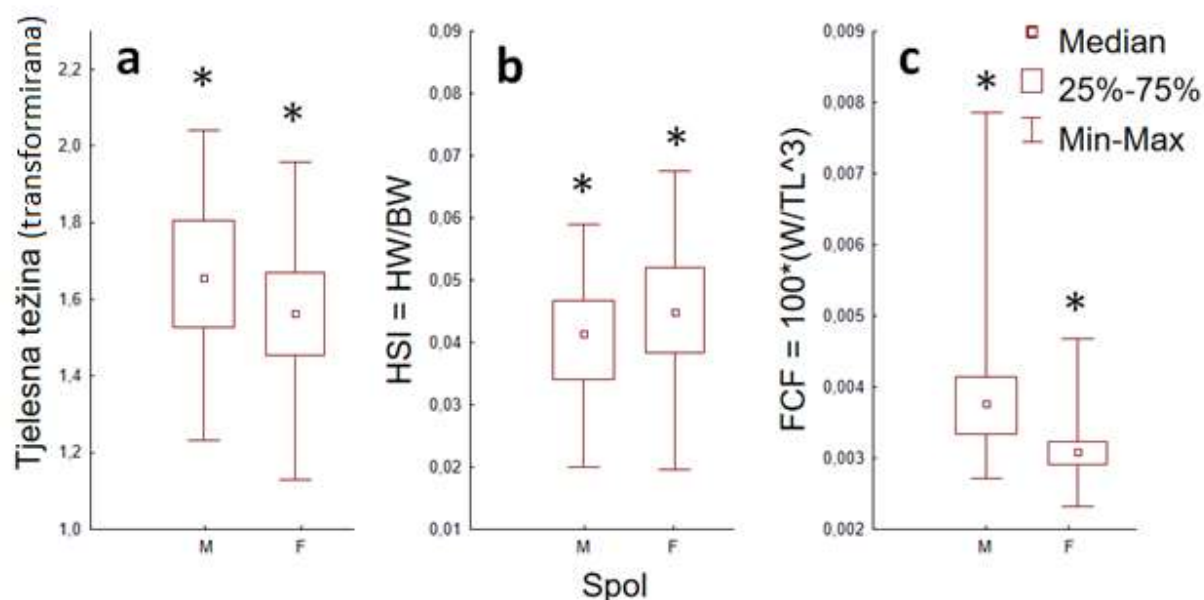 Tjelesna težina (transformirana)
a
*
*
2,2
2,0
1,8
1,6
1,4
1,2
1,0
M
F
HSI = HW/BW
b
*
*
0,09
0,08
0,07
0,06
0,05
0,04
0,03
0,02
0,01
M
F
Spol
FCF = 100*(W/TL^3)
c
*
*
0,009
0,008
0,007
0,006
0,005
0,004
0,003
0,002
M
F
Median
25%-75%
Min-Max